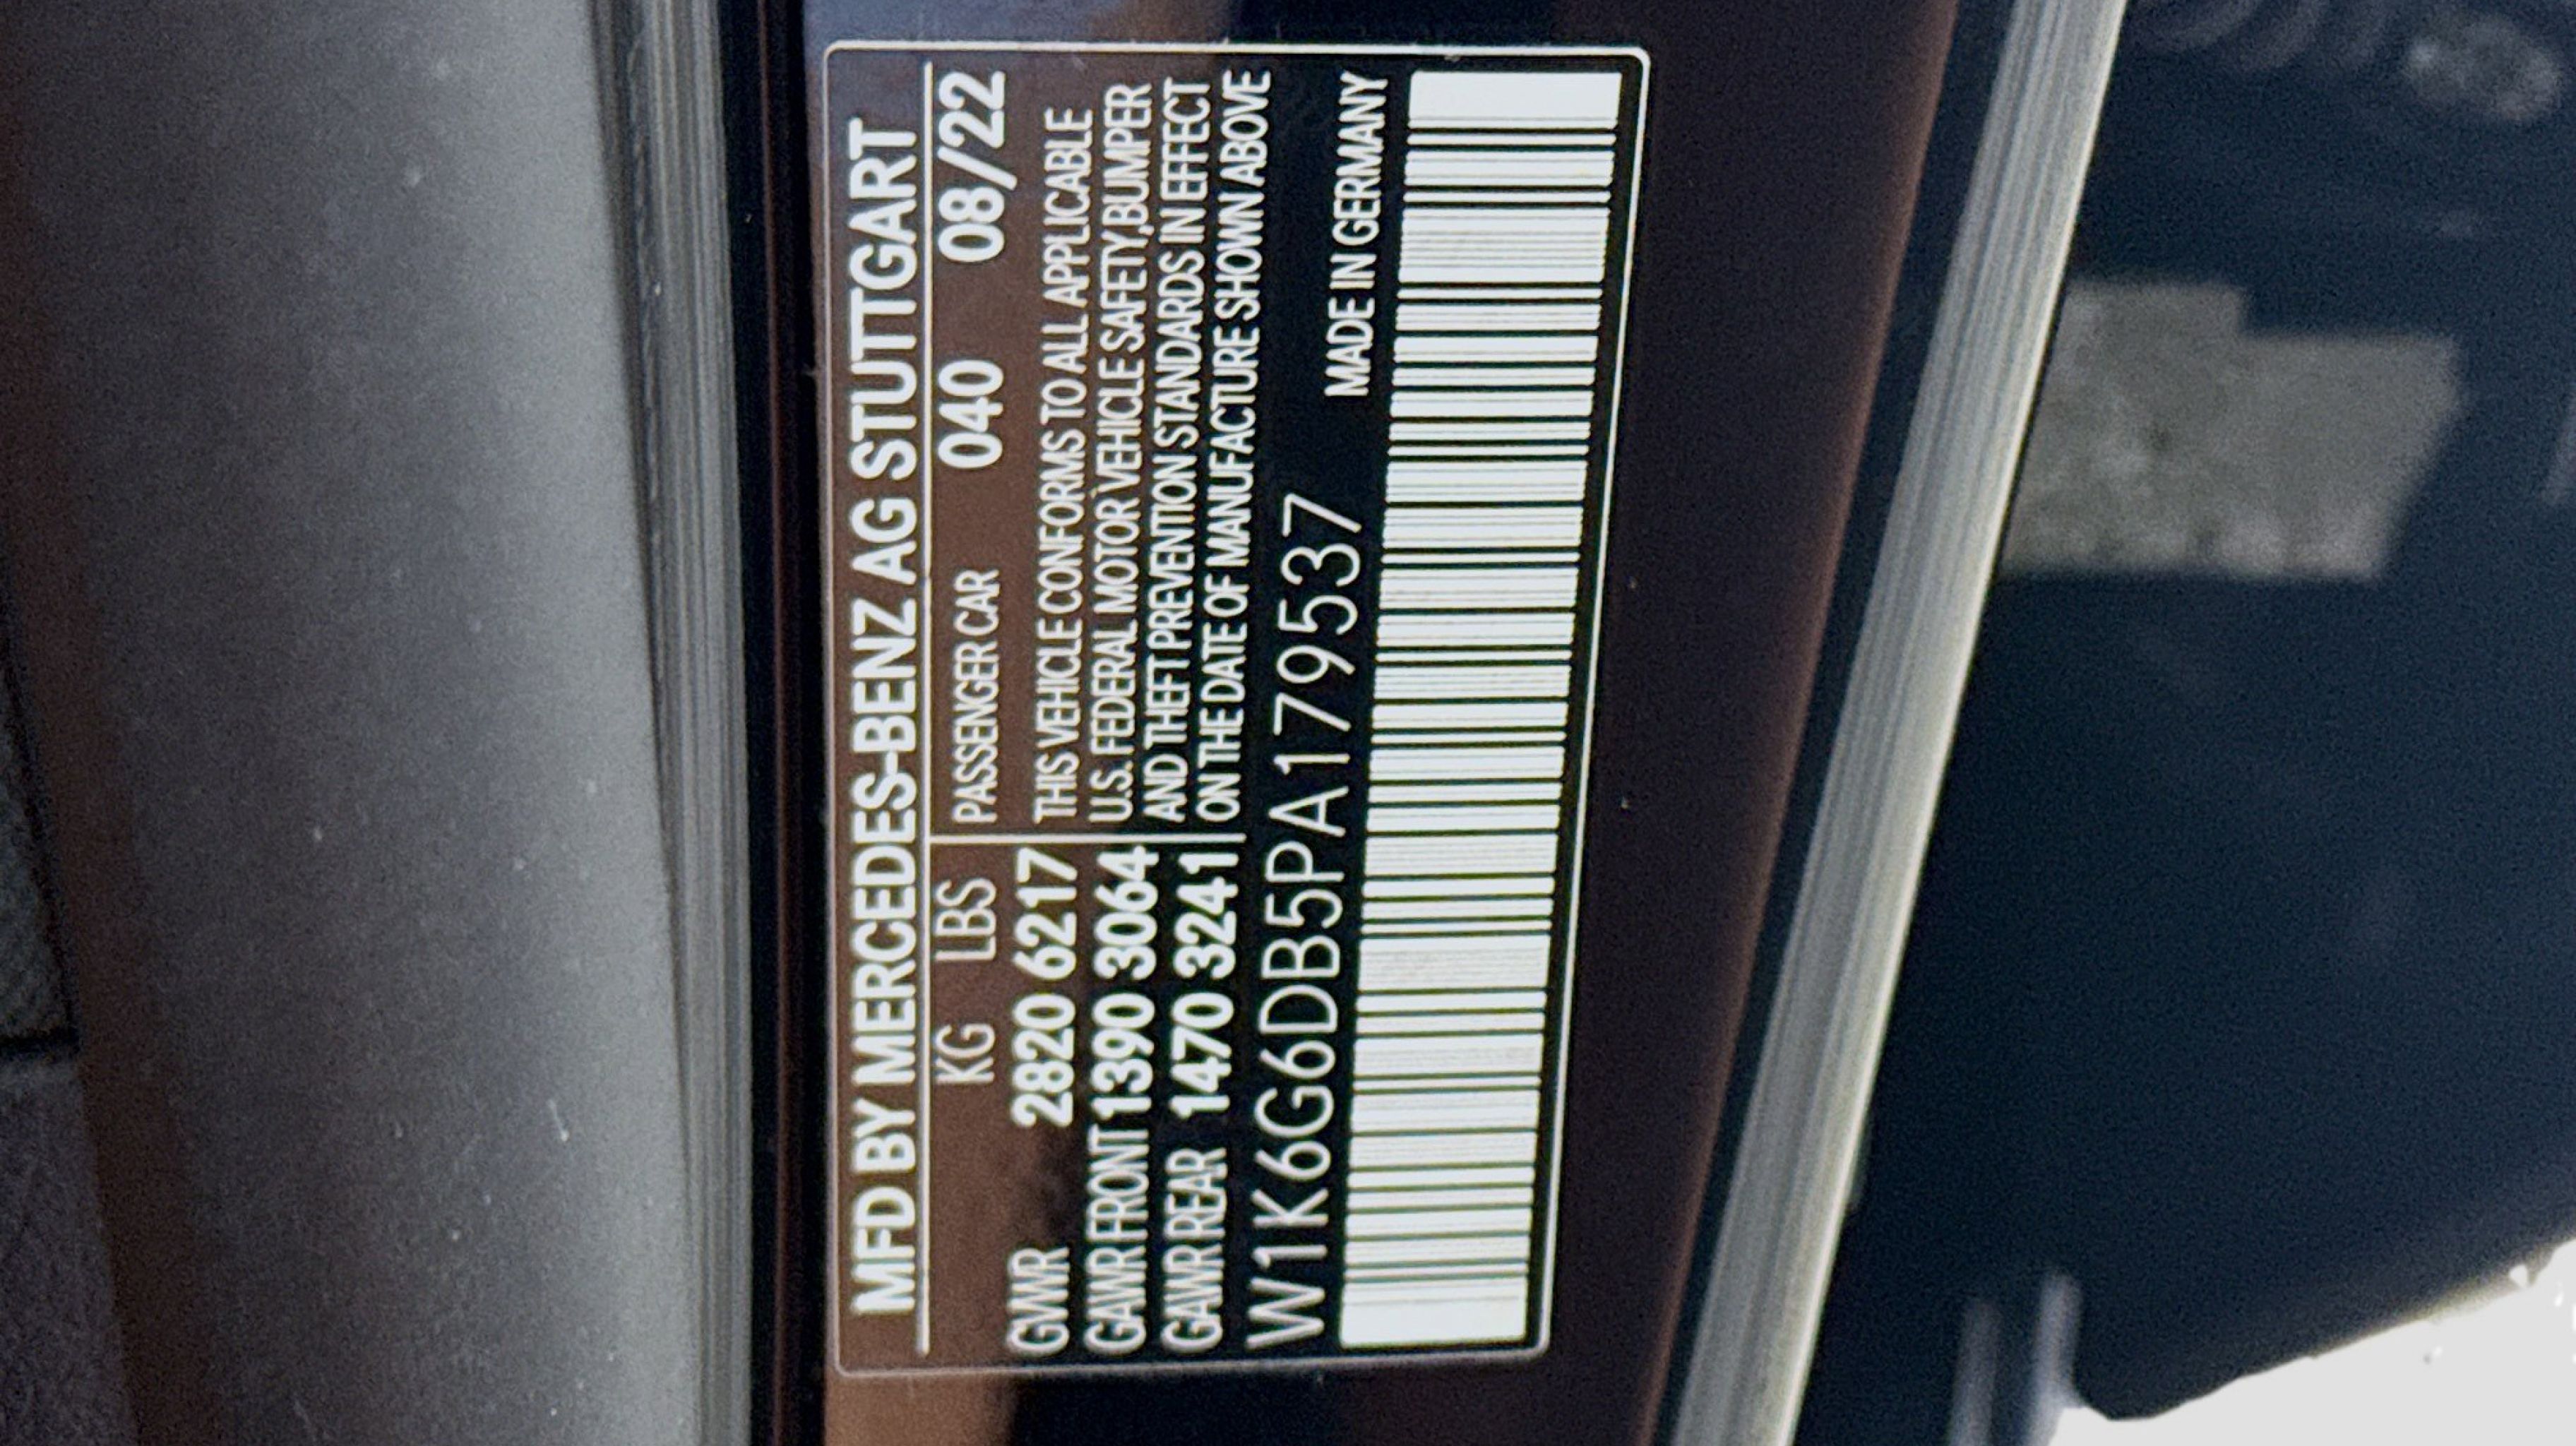 MFD BY MERCEDES-BENZ AG STUTTGART
KG LBS PASSENGER CAR 040 08/22
GVWR 2820 6217 THIS VEHICLE CONFORMS TO ALL APPLICABLE
GAWR FRONT 1390 3064 U.S. FEDERAL MOTOR VEHICLE SAFETY,BUMPER
GAWR REAR 1470 3241 AND THEFT PREVENTION STANDARDS IN EFFECT
ON THE DATE OF MANUFACTURE SHOWN ABOVE
W1K6G6DB5PA179537
MADE IN GERMANY